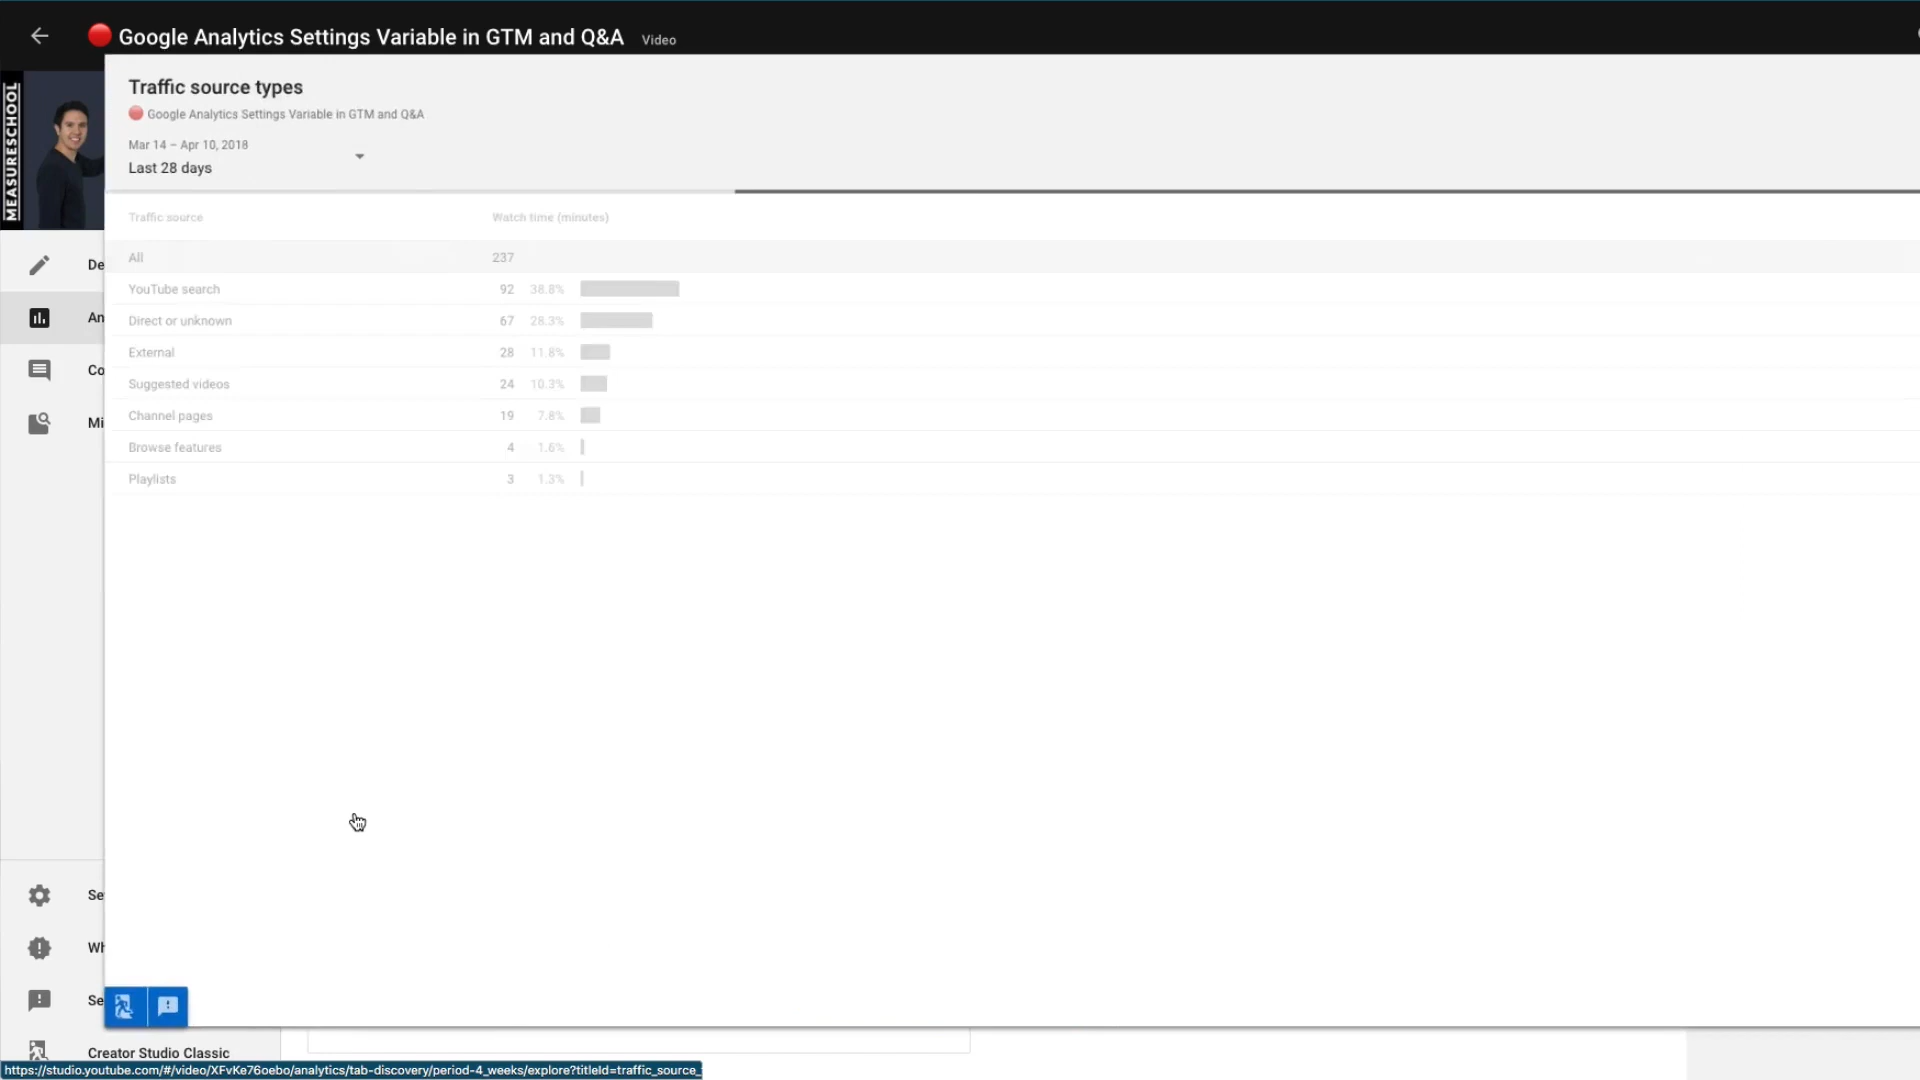 Google Analytics Settings Variable in GTM and Q&A Video
MEASURESCHOOL
Traffic source types
Google Analytics Settings Variable in GTM and Q&A
Mar 14 – Apr 10, 2018
Last 28 days
Traffic source Watch time (minutes)
All 237
YouTube search 92 38.8%
Direct or unknown 67 28.3%
External 28 11.8%
Suggested videos 24 10.3%
Channel pages 19 7.8%
Browse features 4 1.6%
Playlists 3 1.3%
De
An
Co
Mi
Se
Wh
Se
Creator Studio Classic
https://studio.youtube.com/#/video/XFvKe76oebo/analytics/tab-discovery/period-4_weeks/explore?titleId=traffic_source_